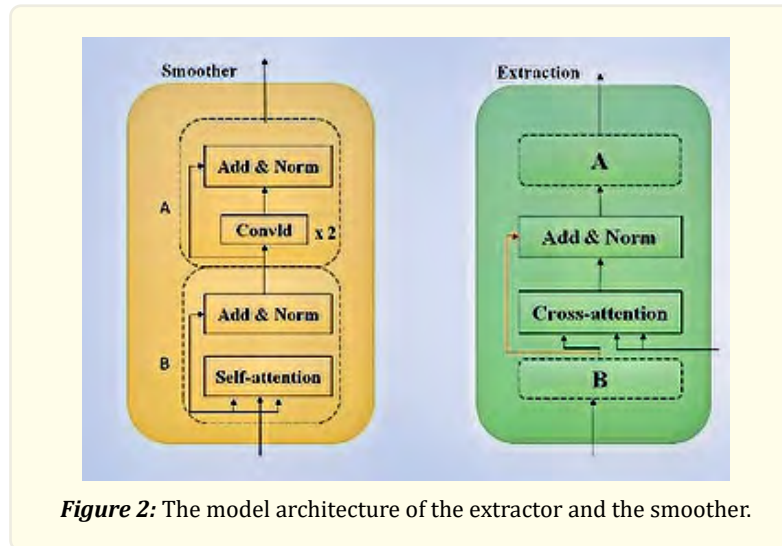 Smoother
Add & Norm
A
Convld x 2
Add & Norm
B
Self-attention
Extraction
A
Add & Norm
Cross-attention
B
Figure 2: The model architecture of the extractor and the smoother.